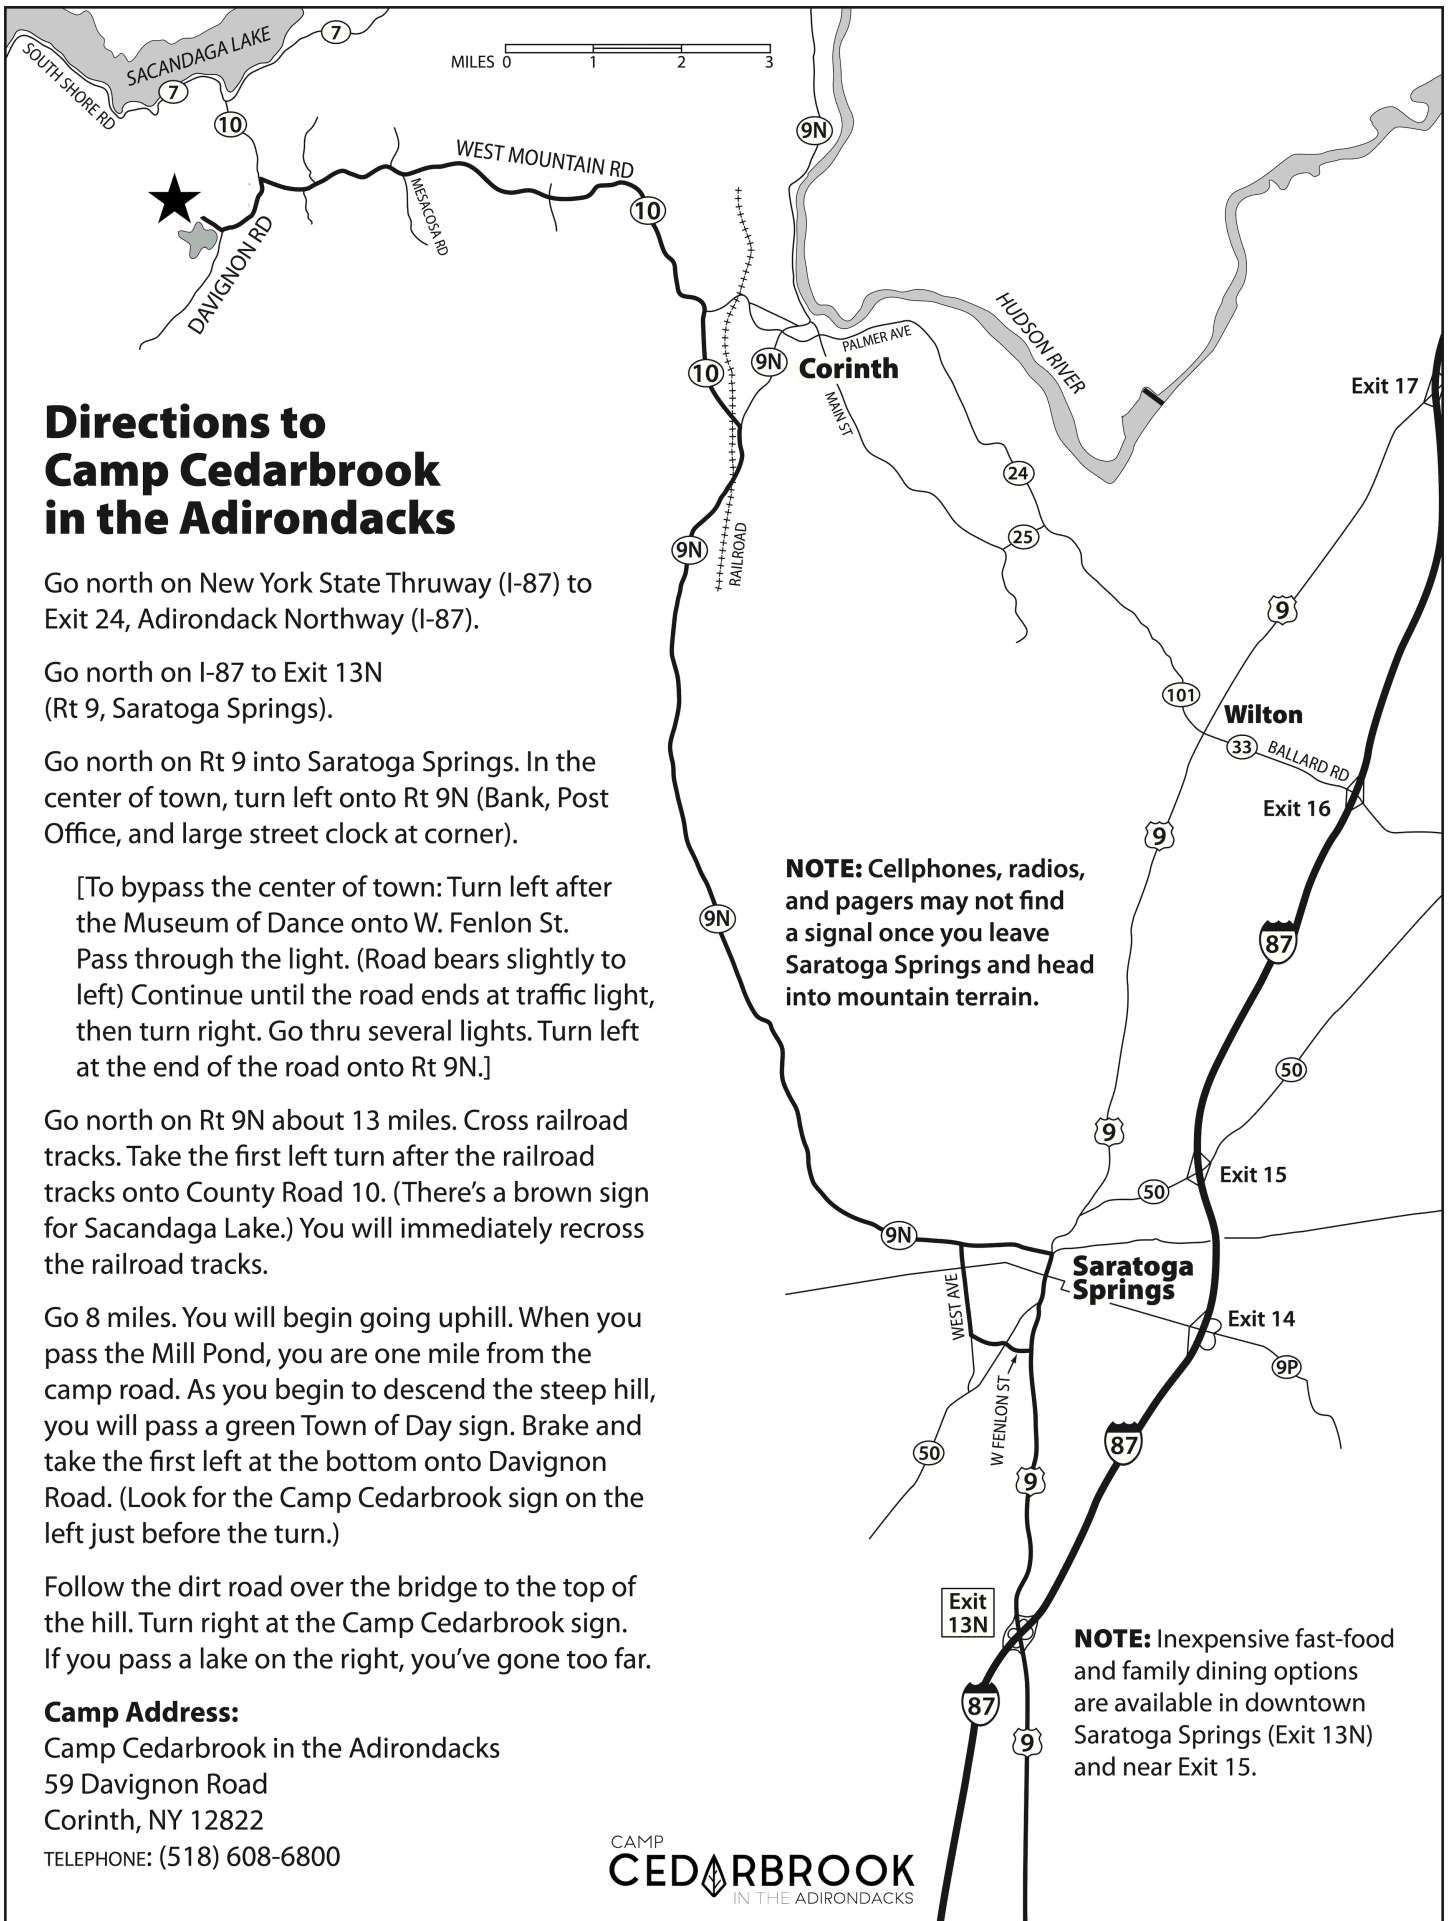 SACANDAGA LAKE
SOUTH SHORE RD
7
7
10
MILES 0 1 2 3
9N
WEST MOUNTAIN RD
MESACOSA RD
10
DAVIGNON RD
HUDSON RIVER
PALMER AVE
9N
Corinth
10
MAIN ST
Exit 17
24
25
9N
RAILROAD
9
101
Wilton
33
BALLARD RD
Exit 16
9
87
9N
50
9
Exit 15
50
9N
Saratoga
Springs
WEST AVE
Exit 14
9P
W FENLON ST
87
50
9
Exit
13N
87
9
Directions to
Camp Cedarbrook
in the Adirondacks
Go north on New York State Thruway (I-87) to
Exit 24, Adirondack Northway (I-87).
Go north on I-87 to Exit 13N
(Rt 9, Saratoga Springs).
Go north on Rt 9 into Saratoga Springs. In the
center of town, turn left onto Rt 9N (Bank, Post
Office, and large street clock at corner).
[To bypass the center of town: Turn left after
the Museum of Dance onto W. Fenlon St.
Pass through the light. (Road bears slightly to
left) Continue until the road ends at traffic light,
then turn right. Go thru several lights. Turn left
at the end of the road onto Rt 9N.]
Go north on Rt 9N about 13 miles. Cross railroad
tracks. Take the first left turn after the railroad
tracks onto County Road 10. (There's a brown sign
for Sacandaga Lake.) You will immediately recross
the railroad tracks.
Go 8 miles. You will begin going uphill. When you
pass the Mill Pond, you are one mile from the
camp road. As you begin to descend the steep hill,
you will pass a green Town of Day sign. Brake and
take the first left at the bottom onto Davignon
Road. (Look for the Camp Cedarbrook sign on the
left just before the turn.)
Follow the dirt road over the bridge to the top of
the hill. Turn right at the Camp Cedarbrook sign.
If you pass a lake on the right, you've gone too far.
Camp Address:
Camp Cedarbrook in the Adirondacks
59 Davignon Road
Corinth, NY 12822
TELEPHONE: (518) 608-6800
NOTE: Cellphones, radios,
and pagers may not find
a signal once you leave
Saratoga Springs and head
into mountain terrain.
NOTE: Inexpensive fast-food
and family dining options
are available in downtown
Saratoga Springs (Exit 13N)
and near Exit 15.
CAMP
CEDARBROOK
IN THE ADIRONDACKS